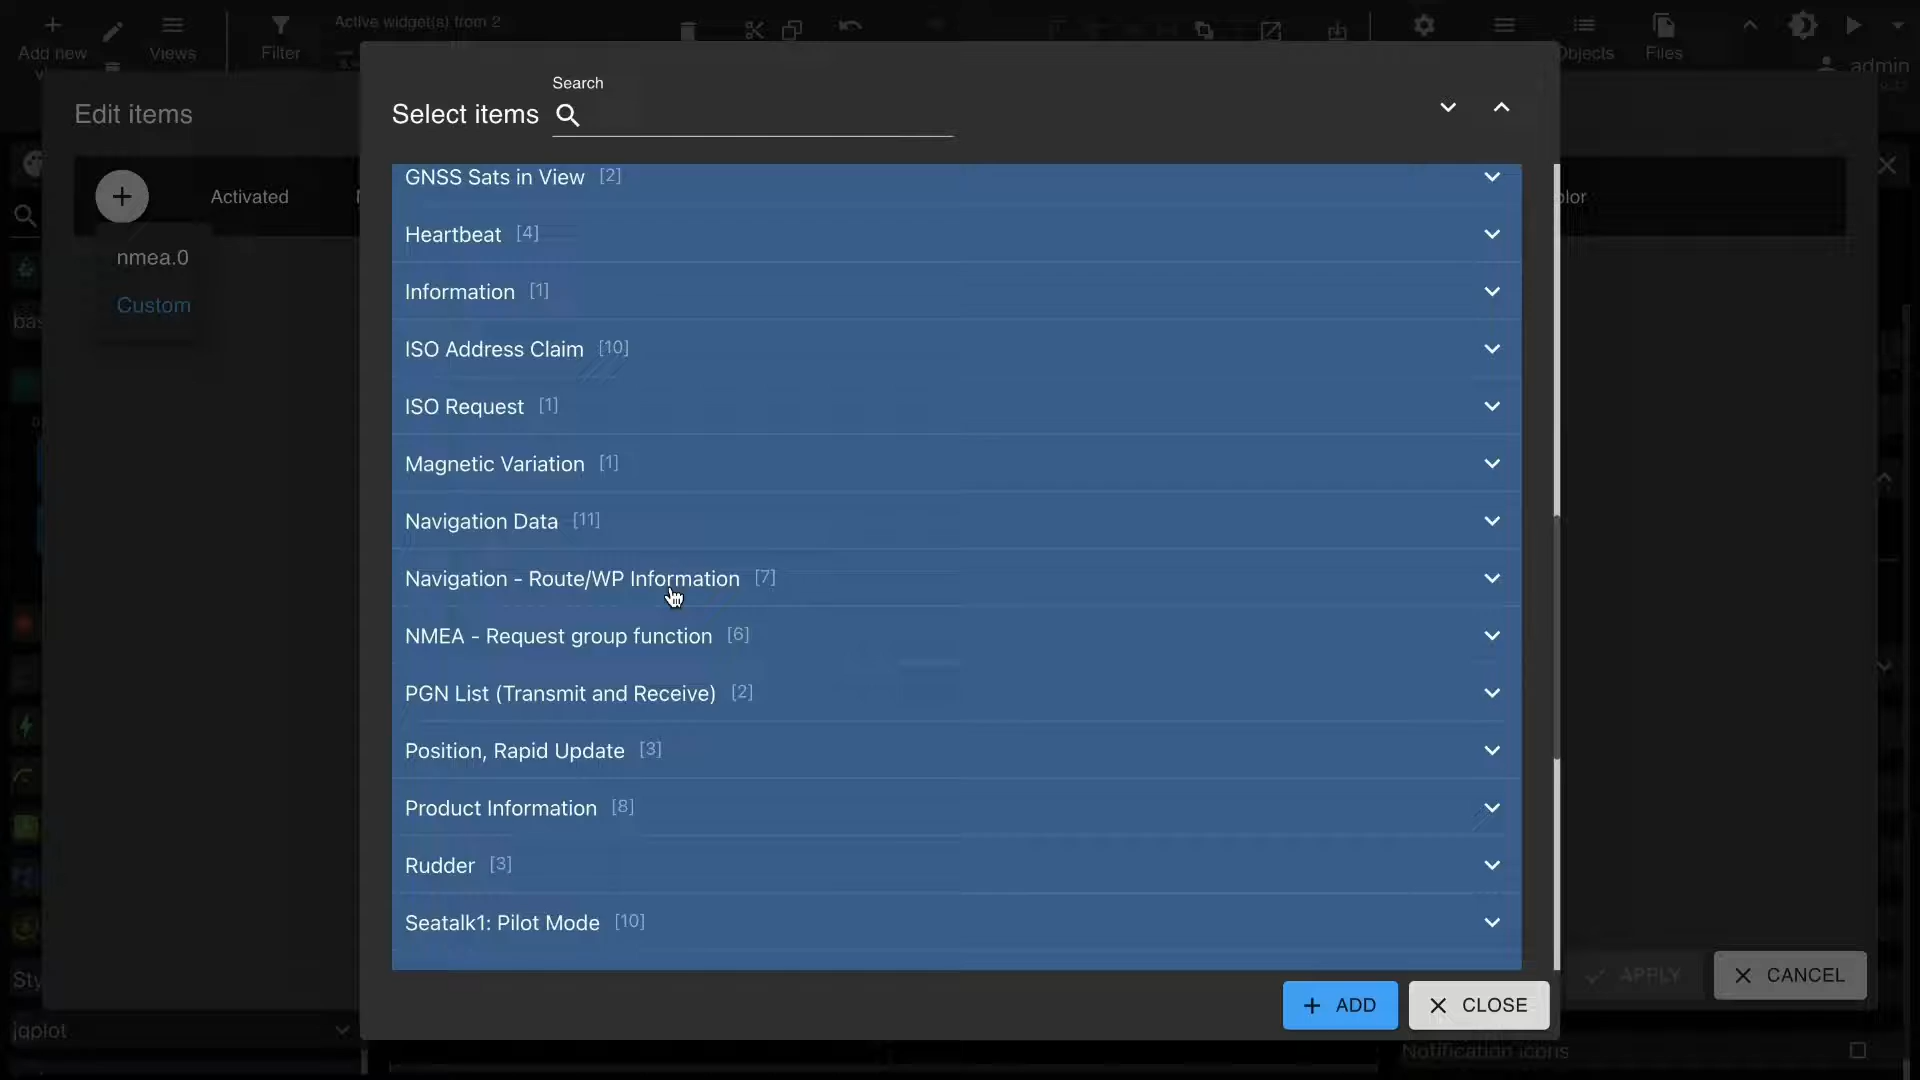 Add new
Views
Filter
Active widget(s) from 2
Objects
Files
admin
Edit items
Select items
Search
Activated
nmea.0
Custom
GNSS Sats in View [2]
Heartbeat [4]
Information [1]
ISO Address Claim [10]
ISO Request [1]
Magnetic Variation [1]
Navigation Data [11]
Navigation - Route/WP Information [7]
NMEA - Request group function [6]
PGN List (Transmit and Receive) [2]
Position, Rapid Update [3]
Product Information [8]
Rudder [3]
Seatalk1: Pilot Mode [10]
ADD
CLOSE
APPLY
CANCEL
jqplot
Notification icons